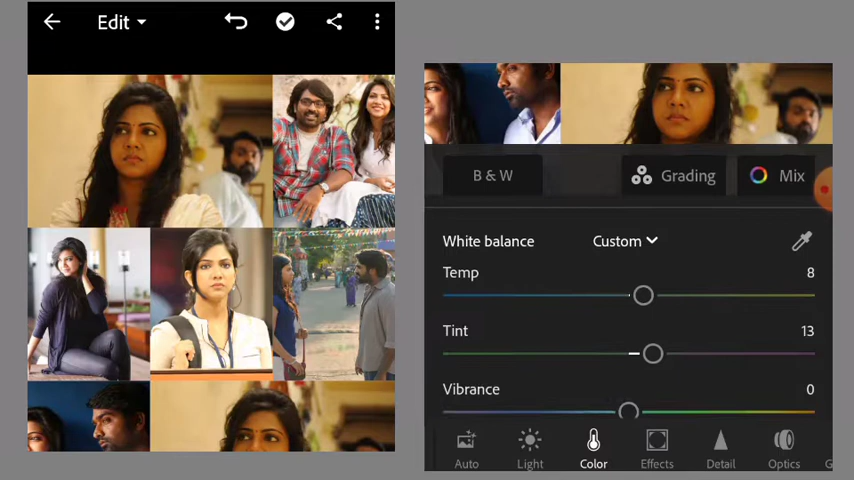 Edit
B & W
Grading
Mix
White balance
Custom
Temp
8
Tint
13
Vibrance
0
Auto
Light
Color
Effects
Detail
Optics
G